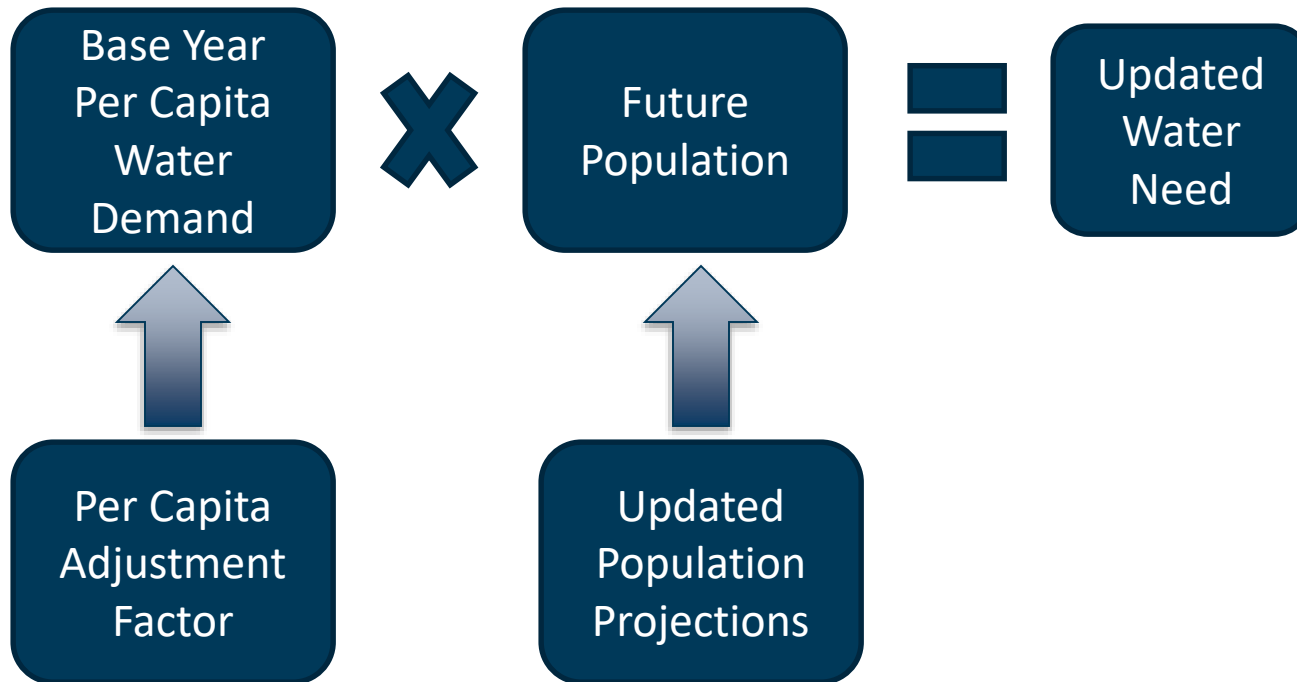 Base Year
Per Capita
Water
Demand
Future
Population
Updated
Water
Need
Per Capita
Adjustment
Factor
Updated
Population
Projections